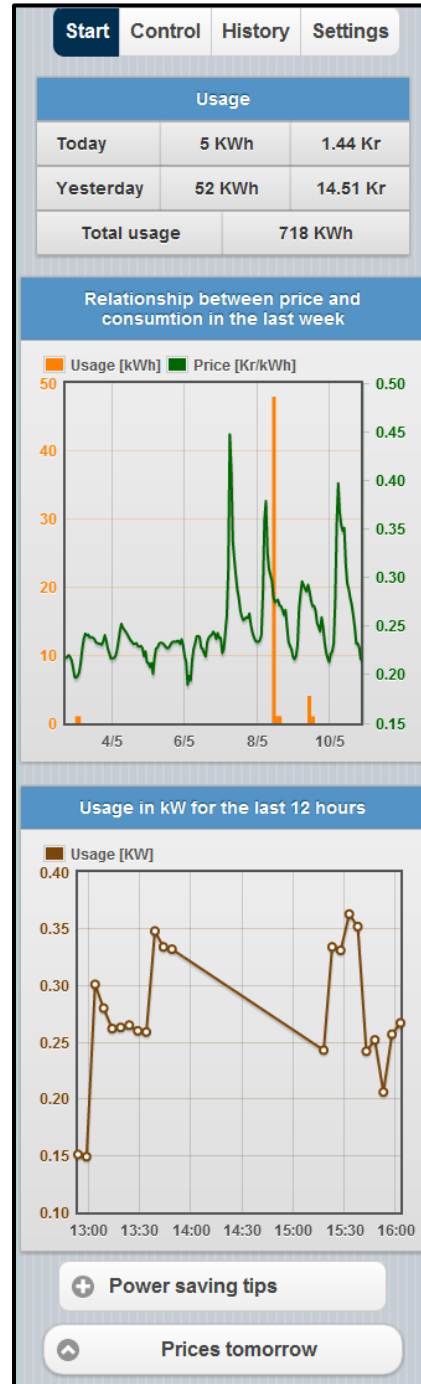 Start Control History Settings
Usage
Today 5 KWh 1.44 Kr
Yesterday 52 KWh 14.51 Kr
Total usage 718 KWh
Relationship between price and
consumtion in the last week
Usage [kWh] Price [Kr/kWh]
50 0.50
0.45
40 0.40
30 0.35
0.30
20 0.25
10 0.20
0 0.15
4/5 6/5 8/5 10/5
Usage in kW for the last 12 hours
Usage [KW]
0.40
0.35
0.30
0.25
0.20
0.15
0.10
13:00 13:30 14:00 14:30 15:00 15:30 16:00
Power saving tips
Prices tomorrow